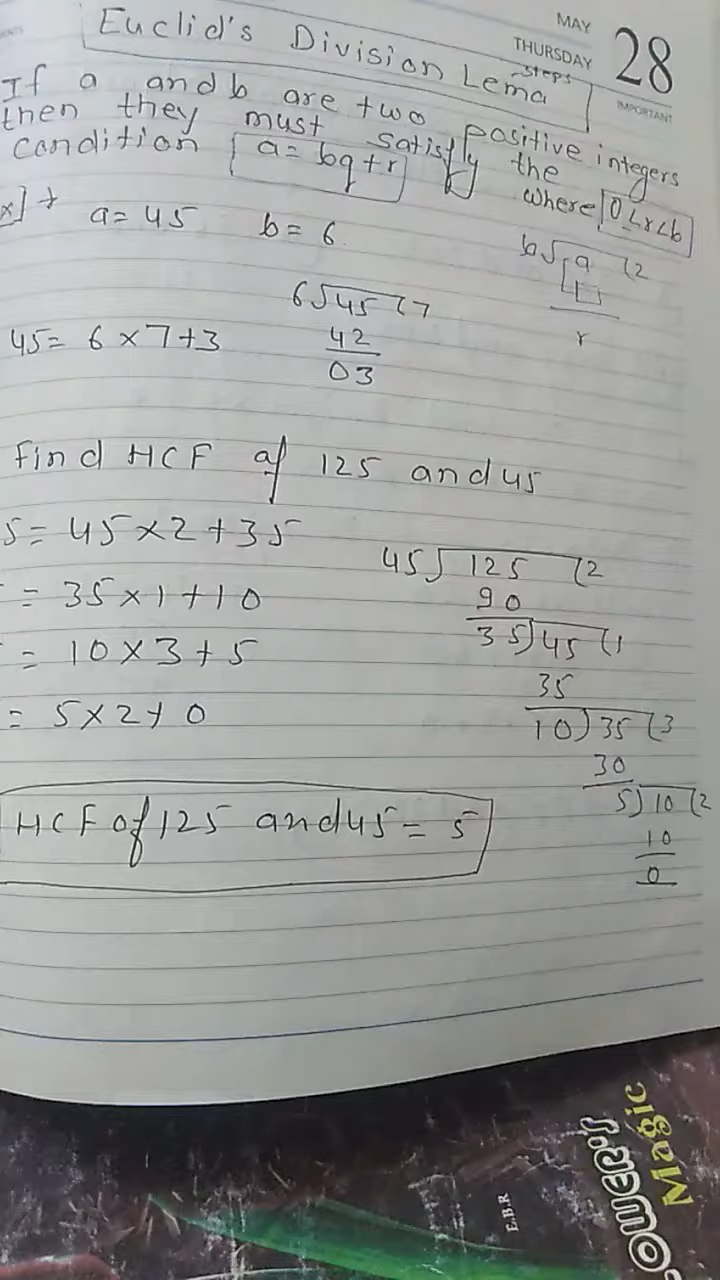 MAY
THURSDAY
28
IMPORTANT
Euclid's Division Lema
steps
If a and b are two positive integers
then they must satisfy the
condition a = bq + r where 0 < r < b
x] →
a = 45 b = 6
b a 2
r
6 45 7
42
03
45 = 6 × 7 + 3
Find HCF of 125 and 45
5 = 45 × 2 + 35
= 35 × 1 + 10
= 10 × 3 + 5
= 5 × 2 + 0
45 125 2
90
35 45 1
35
10 35 3
30
5 10 2
10
0
HCF of 125 and 45 = 5
E.B.R
Magic